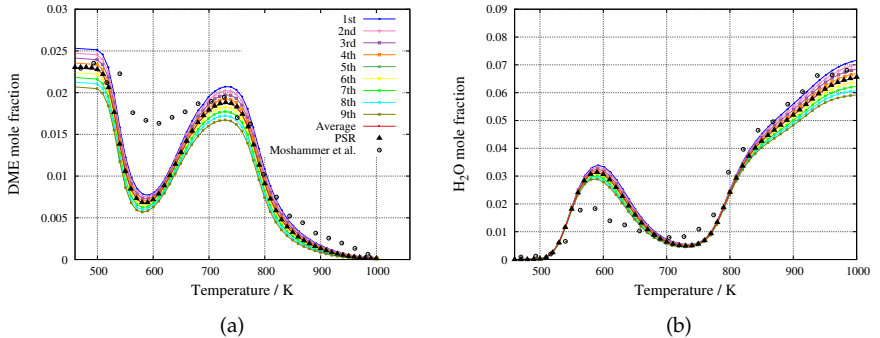 0.03
0.025
0.02
0.015
0.01
0.005
0
500
600
700
800
900
1000
DME mole fraction
Temperature / K
1st
2nd
3rd
4th
5th
6th
7th
8th
9th
Average
PSR
Moshammer et al.
(a)
0.09
0.08
0.07
0.06
0.05
0.04
0.03
0.02
0.01
0
500
600
700
800
900
1000
H₂O mole fraction
Temperature / K
(b)